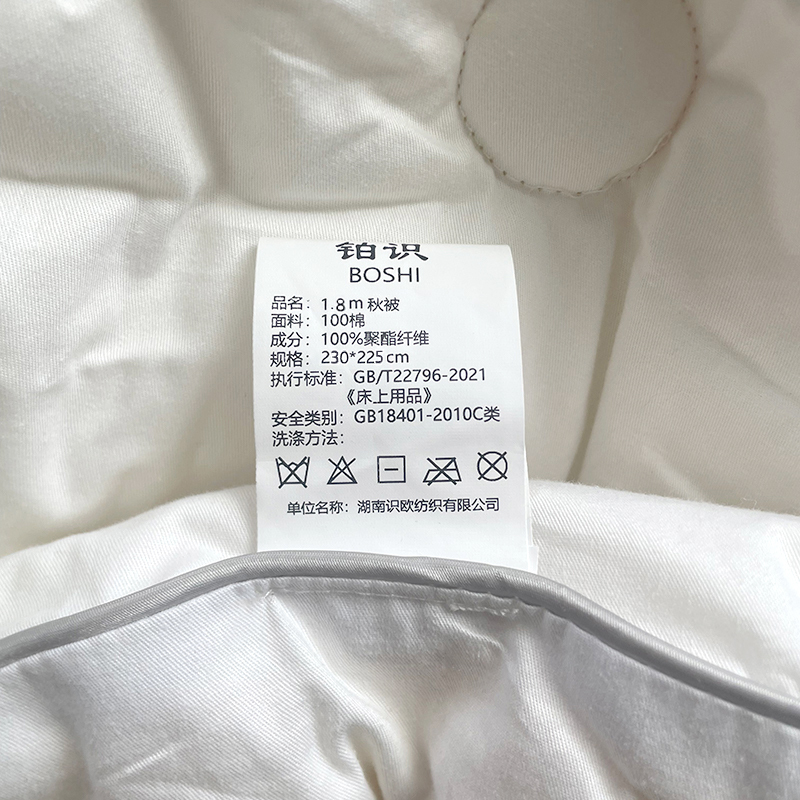 铂识
BOSHI
品名：1.8m秋被
面料：100棉
成分：100%聚酯纤维
规格：230*225cm
执行标准：GB/T22796-2021
《床上用品》
安全类别：GB18401-2010C类
洗涤方法：
单位名称：湖南识欧纺织有限公司